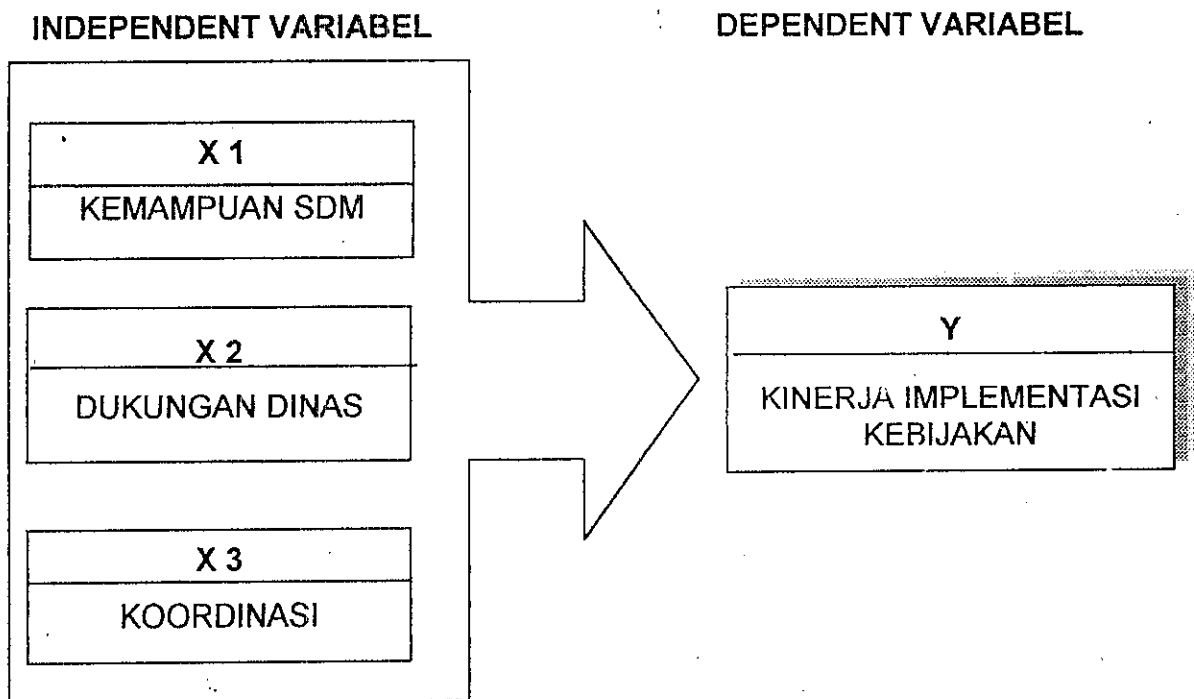 INDEPENDENT VARIABEL
DEPENDENT VARIABEL
X 1
KEMAMPUAN SDM
X 2
DUKUNGAN DINAS
X 3
KOORDINASI
Y
KINERJA IMPLEMENTASI
KEBIJAKAN